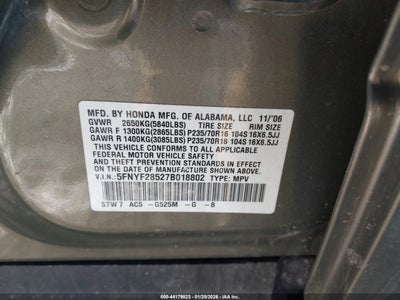 MFD. BY HONDA MFG. OF ALABAMA, LLC 11/'06
GVWR 2650KG(5840LBS) TIRE SIZE RIM SIZE
GAWR F 1300KG(2865LBS) P235/70R16 104S 16X6.5JJ
GAWR R 1400KG(3085LBS) P235/70R16 104S 16X6.5JJ
THIS VEHICLE CONFORMS TO ALL APPLICABLE
FEDERAL MOTOR VEHICLE SAFETY AND
THEFT PREVENTION STANDARDS IN EFFECT ON
THE DATE OF MANUFACTURE SHOWN ABOVE.
V.I.N.: 5FNYF28527B018802 TYPE: MPV
STW7 AC5 - G525M - G - B
© IAA - 44179823 - 01/20/2026 - IAAI.COM